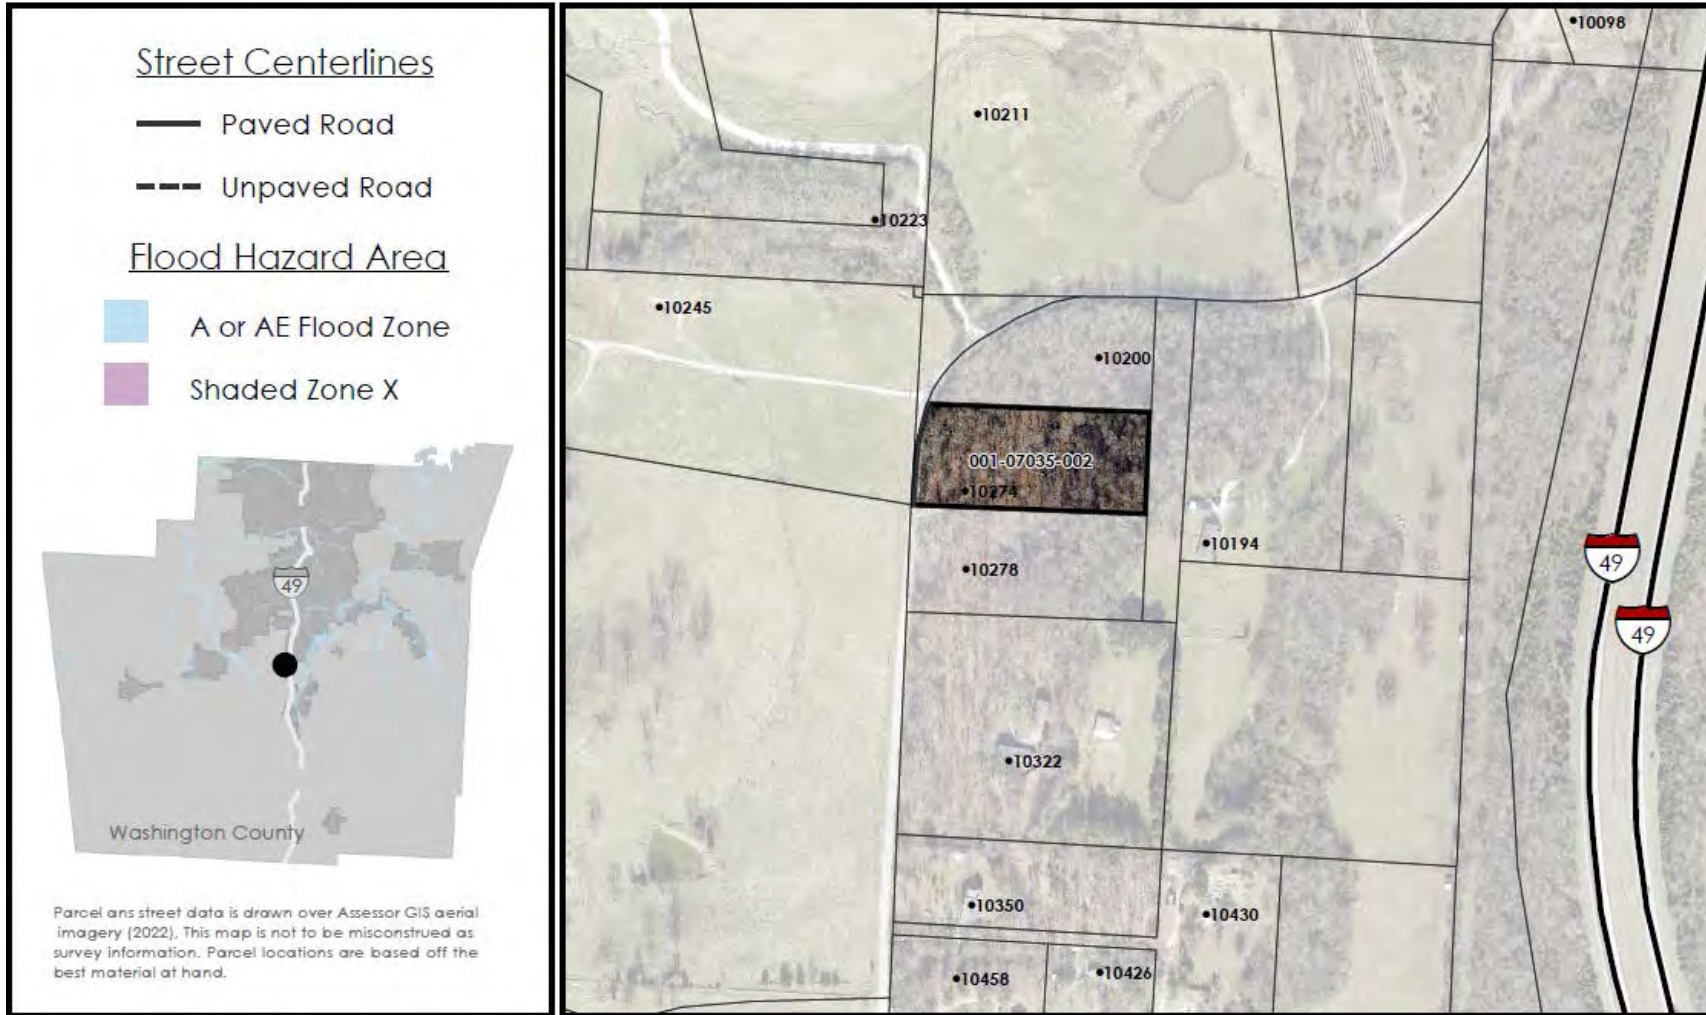 Street Centerlines
Paved Road
Unpaved Road
Flood Hazard Area
A or AE Flood Zone
Shaded Zone X
49
Washington County
Parcel ans street data is drawn over Assessor GIS aerial
imagery (2022), This map is not to be misconstrued as
survey information. Parcel locations are based off the
best material at hand.
10098
10211
10223
10245
10200
001-07035-002
10274
10194
10278
49
49
10322
10350
10430
10458
10426